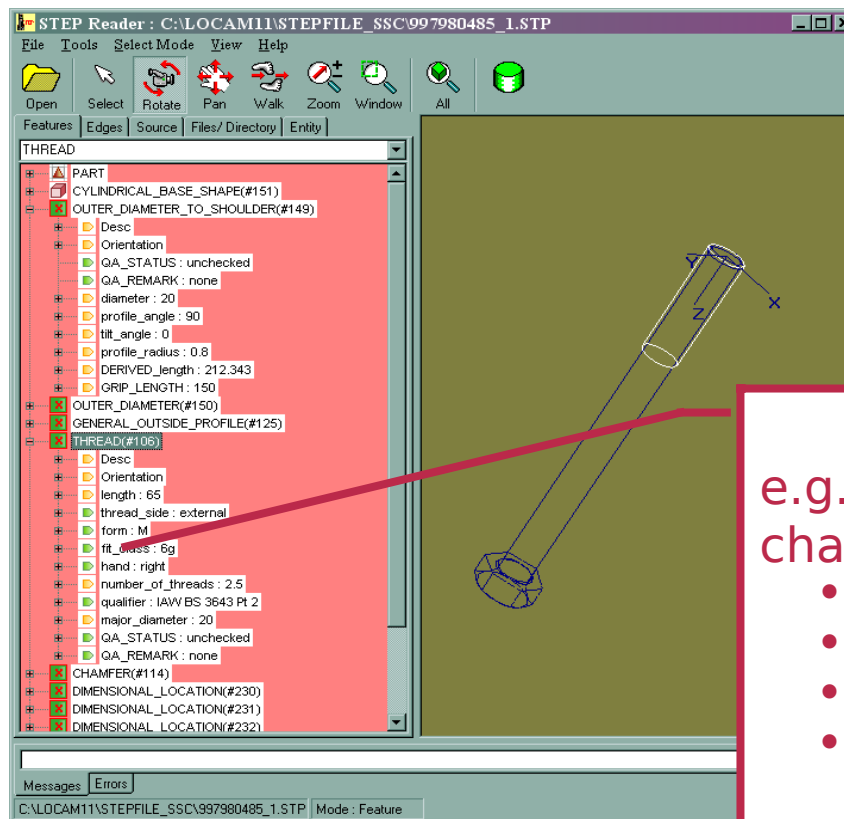 STEP Reader : C:\LOCAM11\STEPFILE_SSC\997980485_1.STP
File Tools Select Mode View Help
Open Select Rotate Pan Walk Zoom Window All
Features Edges Source Files/ Directory Entity
THREAD
PART
CYLINDRICAL_BASE_SHAPE(#151)
OUTER_DIAMETER_TO_SHOULDER(#149)
Desc
Orientation
QA_STATUS : unchecked
QA_REMARK : none
diameter : 20
profile_angle : 90
tilt_angle : 0
profile_radius : 0.8
DERIVED_length : 212.343
GRIP_LENGTH : 150
OUTER_DIAMETER(#150)
GENERAL_OUTSIDE_PROFILE(#125)
THREAD(#106)
Desc
Orientation
length : 65
thread_side : external
form : M
fit_class : 6g
hand : right
number_of_threads : 2.5
qualifier : IAW BS 3643 Pt 2
major_diameter : 20
QA_STATUS : unchecked
QA_REMARK : none
CHAMFER(#114)
DIMENSIONAL_LOCATION(#230)
DIMENSIONAL_LOCATION(#231)
DIMENSIONAL_LOCATION(#232)
Y
X
Z
e.g.
cha
Messages Errors
C:\LOCAM11\STEPFILE_SSC\997980485_1.STP Mode : Feature